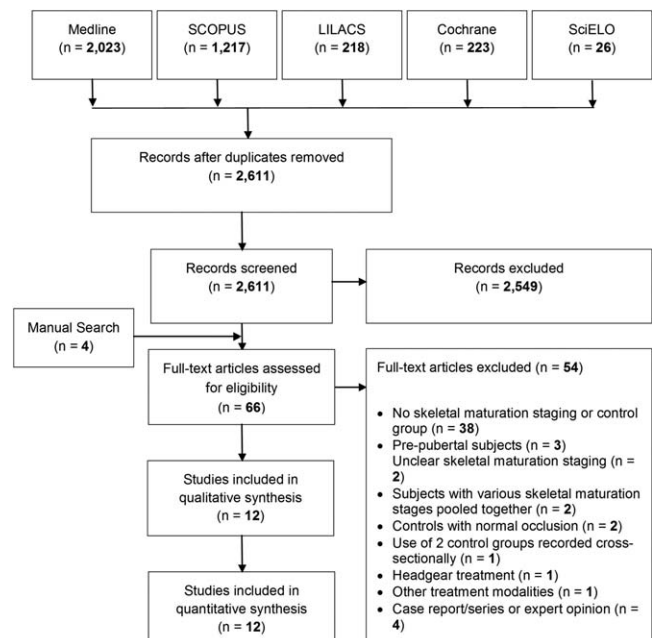 Medline
(n = 2,023)
SCOPUS
(n = 1,217)
LILACS
(n = 218)
Cochrane
(n = 223)
SciELO
(n = 26)
Records after duplicates removed
(n = 2,611)
Records screened
(n = 2,611)
Records excluded
(n = 2,549)
Manual Search
(n = 4)
Full-text articles assessed
for eligibility
(n = 66)
Full-text articles excluded (n = 54)
• No skeletal maturation staging or control
group (n = 38)
• Pre-pubertal subjects (n = 3)
Unclear skeletal maturation staging (n =
2)
• Subjects with various skeletal maturation
stages pooled together (n = 2)
• Controls with normal occlusion (n = 2)
• Use of 2 control groups recorded cross-
sectionally (n = 1)
• Headgear treatment (n = 1)
• Other treatment modalities (n = 1)
• Case report/series or expert opinion (n =
4)
Studies included in
qualitative synthesis
(n = 12)
Studies included in
quantitative synthesis
(n = 12)